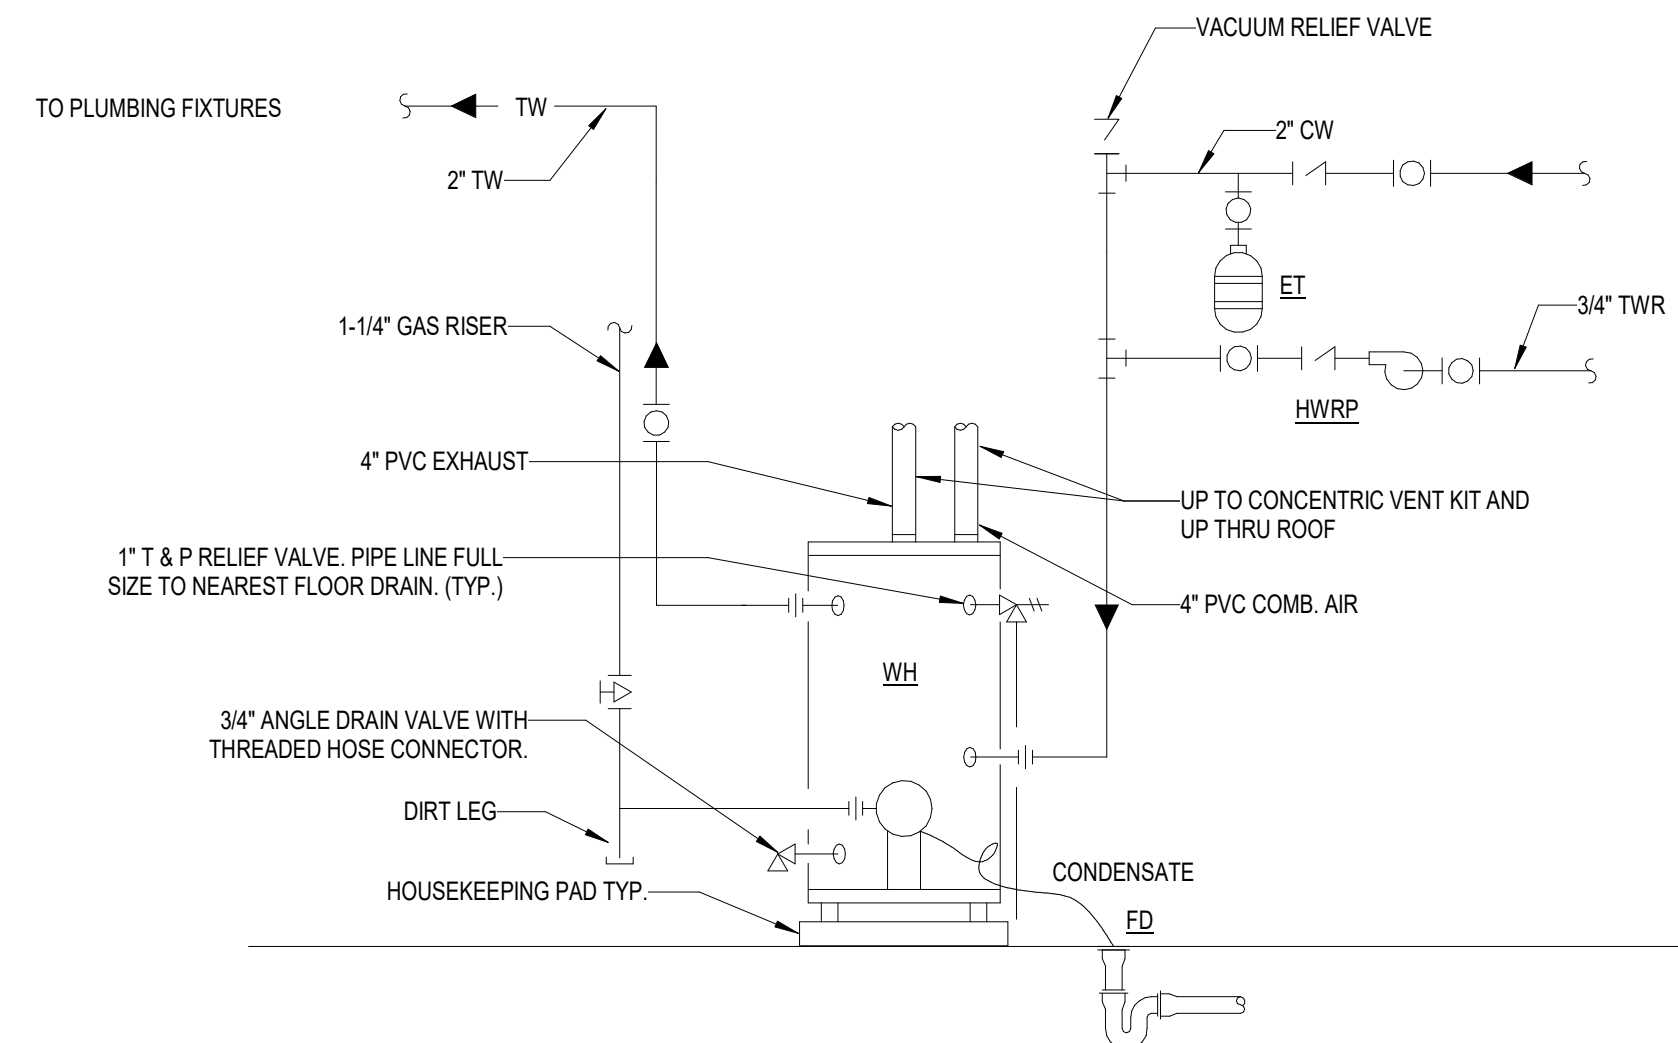 VACUUM RELIEF VALVE
TO PLUMBING FIXTURES
TW
2" CW
2" TW
ET
3/4" TWR
1-1/4" GAS RISER
HWRP
4" PVC EXHAUST
UP TO CONCENTRIC VENT KIT AND
UP THRU ROOF
1" T & P RELIEF VALVE. PIPE LINE FULL
SIZE TO NEAREST FLOOR DRAIN. (TYP.)
4" PVC COMB. AIR
WH
3/4" ANGLE DRAIN VALVE WITH
THREADED HOSE CONNECTOR.
DIRT LEG
CONDENSATE
HOUSEKEEPING PAD TYP.
FD